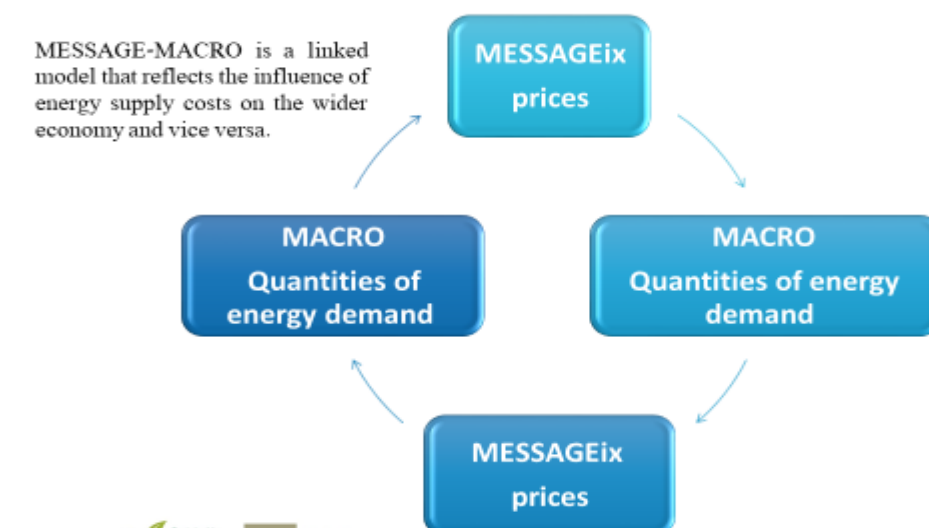 MESSAGE-MACRO is a linked
model that reflects the influence of
energy supply costs on the wider
economy and vice versa.
MESSAGEix
prices
MACRO
Quantities of
energy demand
MACRO
Quantities of energy
demand
MESSAGEix
prices